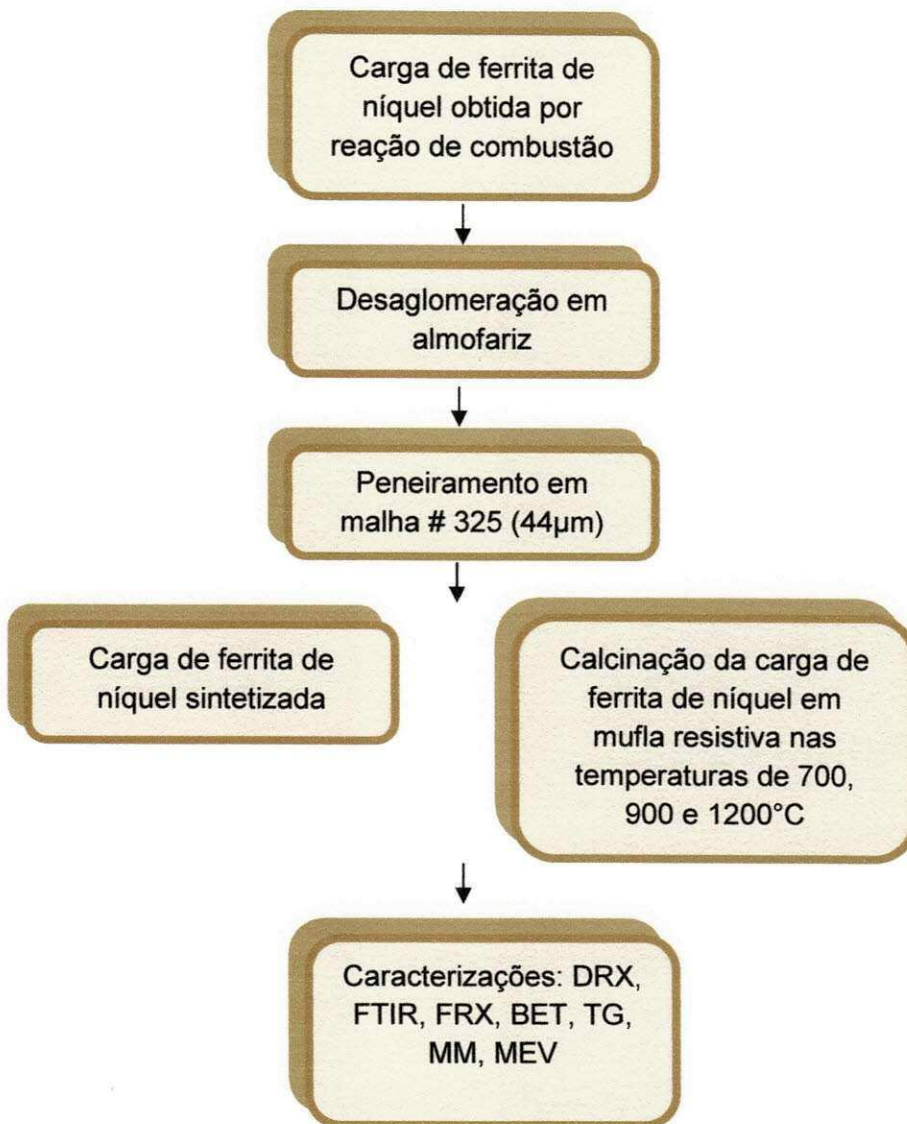 Carga de ferrita de
níquel obtida por
reação de combustão
Desaglomeração em
almofariz
Peneiramento em
malha # 325 (44µm)
Carga de ferrita de
níquel sintetizada
Calcinação da carga de
ferrita de níquel em
mufla resistiva nas
temperaturas de 700,
900 e 1200°C
Caracterizações: DRX,
FTIR, FRX, BET, TG,
MM, MEV